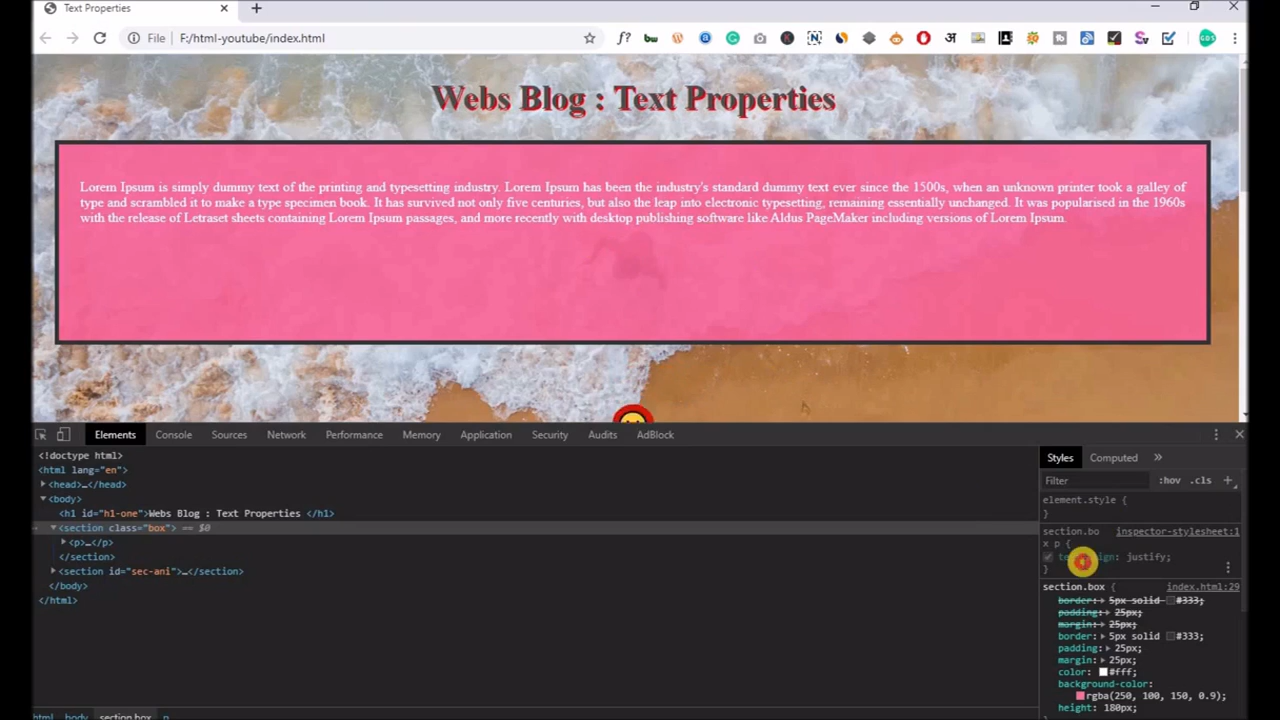 Text Properties
File F:/html-youtube/index.html
Webs Blog : Text Properties
Lorem Ipsum is simply dummy text of the printing and typesetting industry. Lorem Ipsum has been the industry's standard dummy text ever since the 1500s, when an unknown printer took a galley of
type and scrambled it to make a type specimen book. It has survived not only five centuries, but also the leap into electronic typesetting, remaining essentially unchanged. It was popularised in the 1960s
with the release of Letraset sheets containing Lorem Ipsum passages, and more recently with desktop publishing software like Aldus PageMaker including versions of Lorem Ipsum.
Elements Console Sources Network Performance Memory Application Security Audits AdBlock
<!doctype html>
<html lang="en">
<head>…</head>
<body>
<h1 id="h1-one">Webs Blog : Text Properties </h1>
<section class="box"> == $0
<p>…</p>
</section>
<section id="sec-ani">…</section>
</body>
</html>
html body section.box p
Styles Computed »
Filter :hov .cls +
element.style {
}
section.bo inspector-stylesheet:1
x p {
justify;
}
section.box { index.html:29
border: 5px solid #333;
padding: 25px;
margin: 25px;
border: 5px solid #333;
padding: 25px;
margin: 25px;
color: #fff;
background-color:
rgba(250, 100, 150, 0.9);
height: 180px;